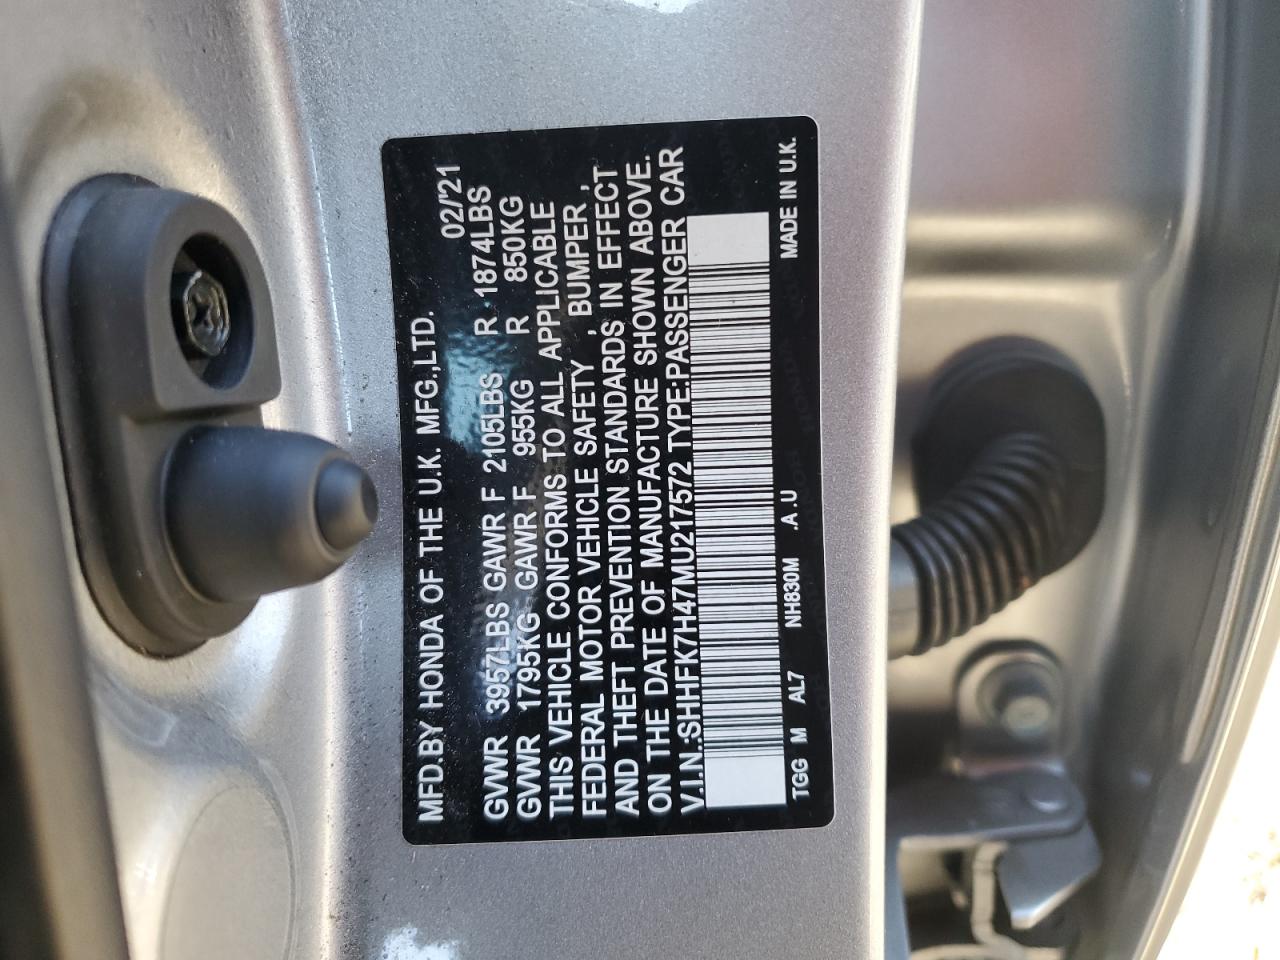 MFD.BY HONDA OF THE U.K. MFG.,LTD.
02/'21
GVWR 3957LBS GAWR F 2105LBS R 1874LBS
GVWR 1795KG GAWR F 955KG R 850KG
THIS VEHICLE CONFORMS TO ALL APPLICABLE
FEDERAL MOTOR VEHICLE SAFETY , BUMPER ,
AND THEFT PREVENTION STANDARDS IN EFFECT
ON THE DATE OF MANUFACTURE SHOWN ABOVE.
V.I.N.:SHHFK7H47MU217572 TYPE:PASSENGER CAR
TGG M AL7 NH830M A.U MADE IN U.K.